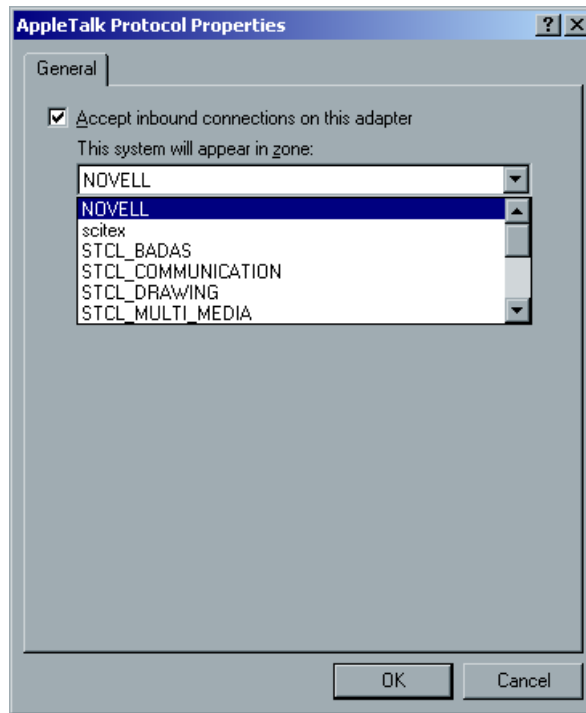 AppleTalk Protocol Properties
General
Accept inbound connections on this adapter
This system will appear in zone:
NOVELL
NOVELL
scitex
STCL_BADAS
STCL_COMMUNICATION
STCL_DRAWING
STCL_MULTI_MEDIA
OK Cancel